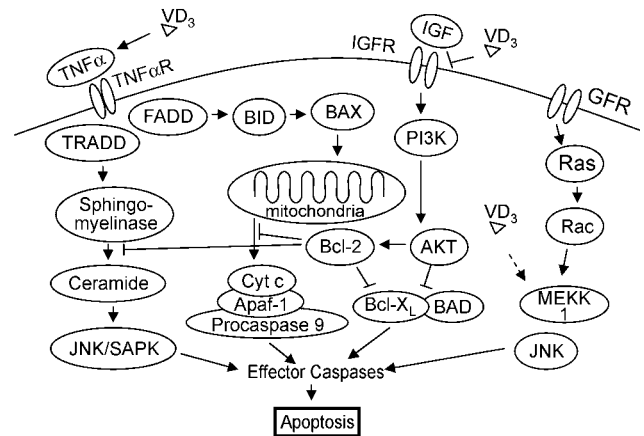 VD3
IGF
VD3
TNFα
IGFR
TNFαR
GFR
FADD
BID
BAX
TRADD
PI3K
Ras
Sphingo-
myelinase
mitochondria
VD3
Rac
Bcl-2
AKT
Ceramide
Cyt c
Apaf-1
Bcl-XL
BAD
MEKK
1
Procaspase 9
JNK/SAPK
JNK
Effector Caspases
Apoptosis